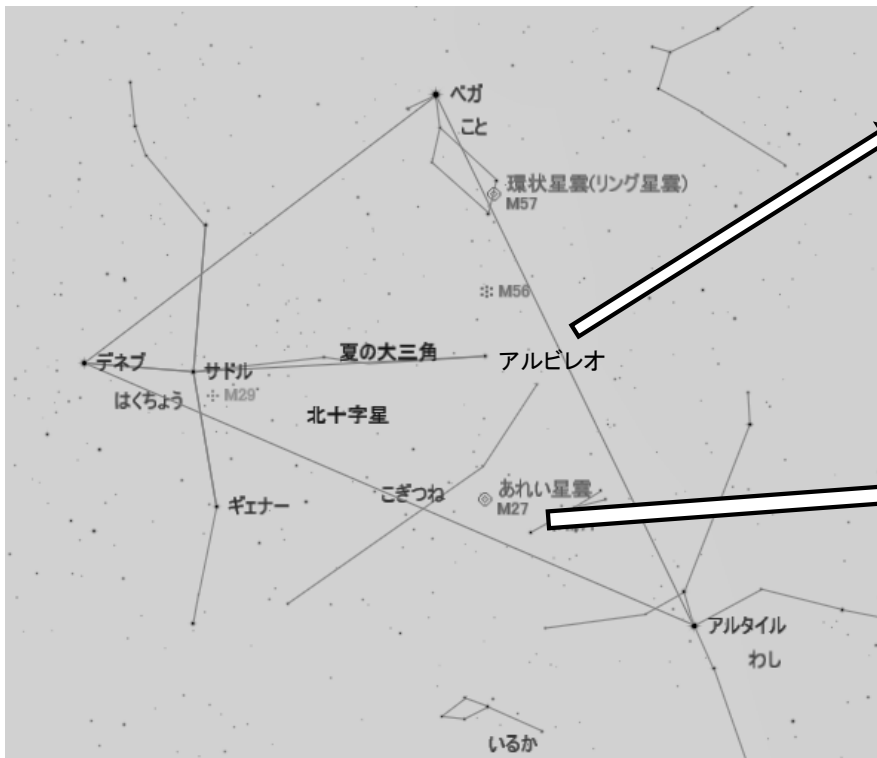 ベガ
こと
環状星雲(リング星雲)
M57
M56
夏の大三角
アルビレオ
デネブ
サドル
はくちょう
M29
北十字星
こぎつね
あれい星雲
M27
ギェナー
アルタイル
わし
いるか